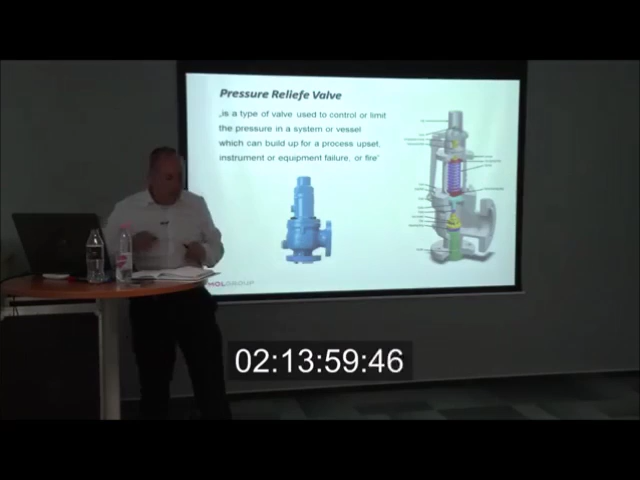 Pressure Reliefe Valve
„is a type of valve used to control or limit
the pressure in a system or vessel
which can build up for a process upset,
instrument or equipment failure, or fire"
MOLGROUP
02:13:59:46